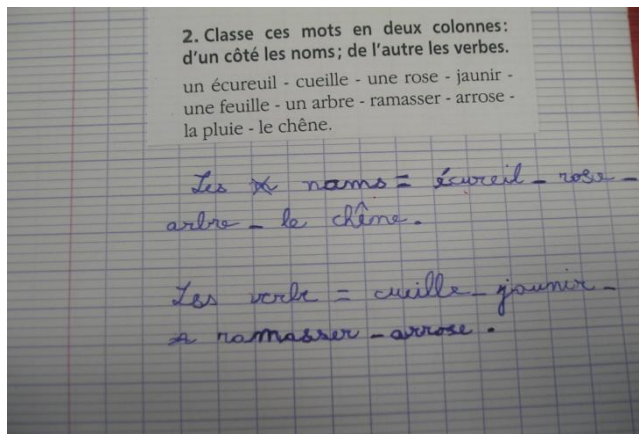 2. Classe ces mots en deux colonnes:
d'un côté les noms; de l'autre les verbes.
un écureuil - cueille - une rose - jaunir -
une feuille - un arbre - ramasser - arrose -
la pluie - le chêne.
Les noms = écureil - rose -
arbre - le chêne.
Les verbe = cueille - jaunir -
ramasser - arrose.